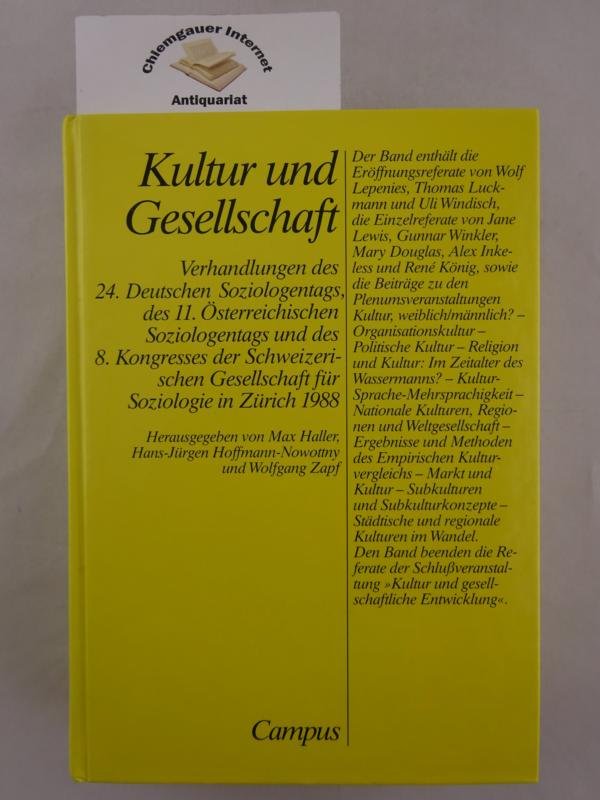 Chiemgauer Internet
Antiquariat
Kultur und
Gesellschaft
Verhandlungen des
24. Deutschen Soziologentags,
des 11. Österreichischen
Soziologentags und des
8. Kongresses der Schweizeri-
schen Gesellschaft für
Soziologie in Zürich 1988
Herausgegeben von Max Haller,
Hans-Jürgen Hoffmann-Nowottny
und Wolfgang Zapf
Der Band enthält die
Eröffnungsreferate von Wolf
Lepenies, Thomas Luck-
mann und Uli Windisch,
die Einzelreferate von Jane
Lewis, Gunnar Winkler,
Mary Douglas, Alex Inke-
less und René König, sowie
die Beiträge zu den
Plenumsveranstaltungen
Kultur, weiblich/männlich? –
Organisationskultur –
Politische Kultur – Religion
und Kultur: Im Zeitalter des
Wassermanns? – Kultur-
Sprache-Mehrsprachigkeit –
Nationale Kulturen, Regio-
nen und Weltgesellschaft –
Ergebnisse und Methoden
des Empirischen Kultur-
vergleichs – Markt und
Kultur – Subkulturen
und Subkulturkonzepte –
Städtische und regionale
Kulturen im Wandel.
Den Band beenden die Re-
ferate der Schlußveranstal-
tung »Kultur und gesell-
schaftliche Entwicklung«.
Campus